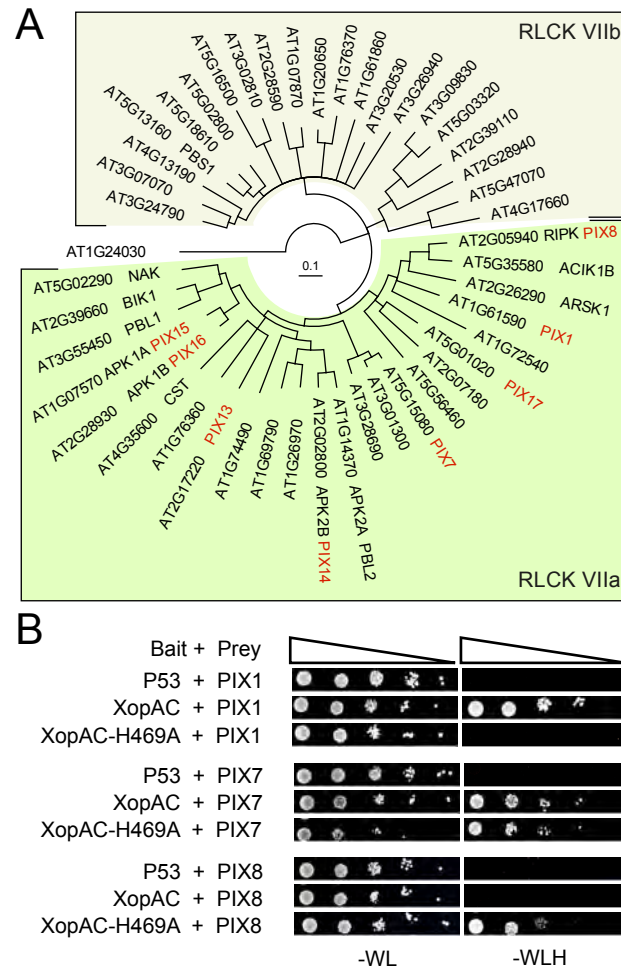 A
RLCK VIIb
AT3G24790
AT3G07070
AT4G13190
AT5G13160 PBS1
AT5G18610
AT5G02800
AT5G16500
AT3G02810
AT2G28590
AT1G07870
AT1G20650
AT1G76370
AT1G61860
AT3G20530
AT3G26940
AT3G09830
AT5G03320
AT2G39110
AT2G28940
AT5G47070
AT4G17660
AT1G24030
0.1
AT2G05940 RIPK PIX8
AT5G35580 ACIK1B
AT2G26290 ARSK1
AT1G61590 PIX1
AT1G72540
AT5G01020 PIX17
AT2G07180
AT5G56460
AT5G15080 PIX7
AT3G01300
AT3G28690
AT1G14370 APK2A PBL2
AT2G02800 APK2B PIX14
AT1G26970
AT1G69790
AT1G74490
AT2G17220 PIX13
AT1G76360
AT4G35600 CST
AT2G28930 APK1B PIX16
AT1G07570 APK1A PIX15
AT3G55450 PBL1
AT2G39660 BIK1
AT5G02290 NAK
RLCK VIIa
B
Bait + Prey
P53 + PIX1
XopAC + PIX1
XopAC-H469A + PIX1
P53 + PIX7
XopAC + PIX7
XopAC-H469A + PIX7
P53 + PIX8
XopAC + PIX8
XopAC-H469A + PIX8
-WL -WLH